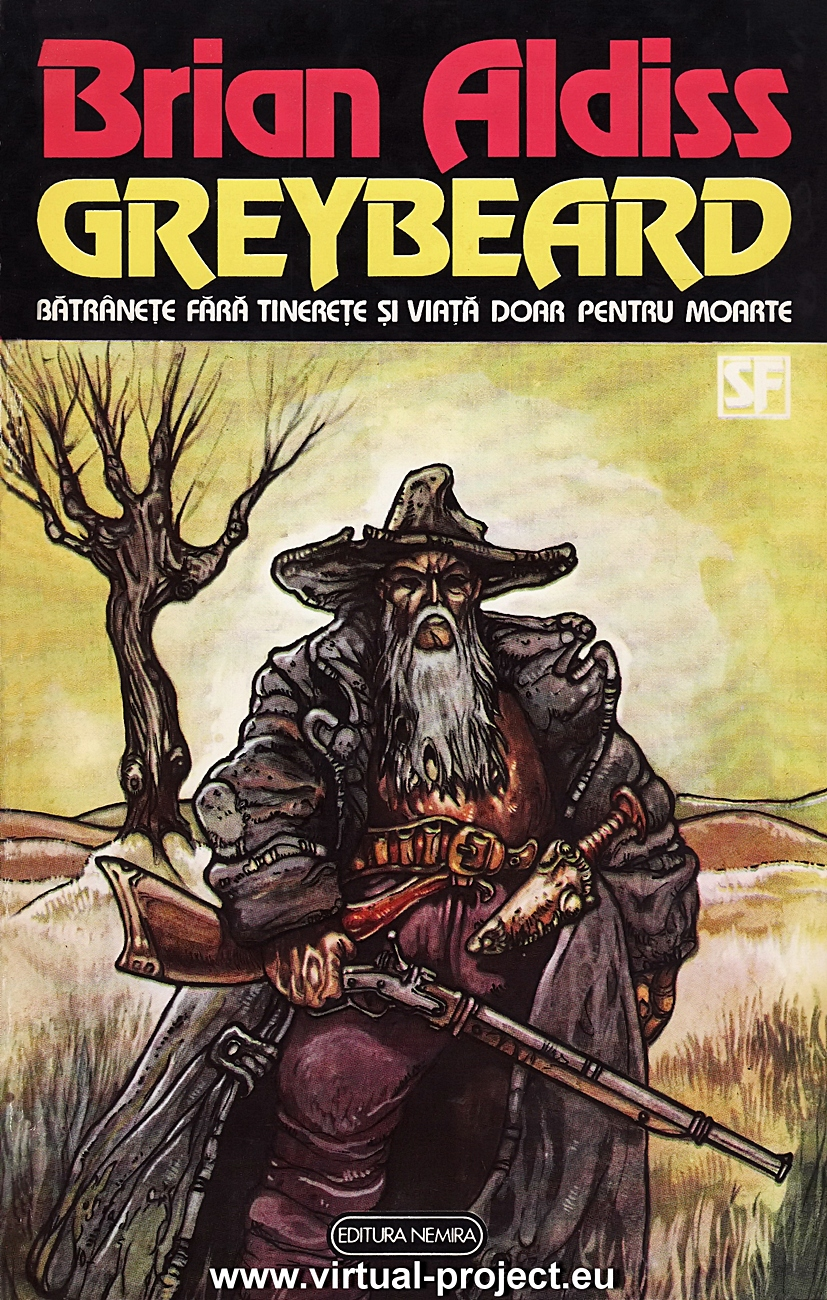 Brian Aldiss
GREYBEARD
BĂTRÂNEȚE FĂRĂ TINEREȚE ȘI VIAȚĂ DOAR PENTRU MOARTE
SF
EDITURA NEMIRA
www.virtual-project.eu